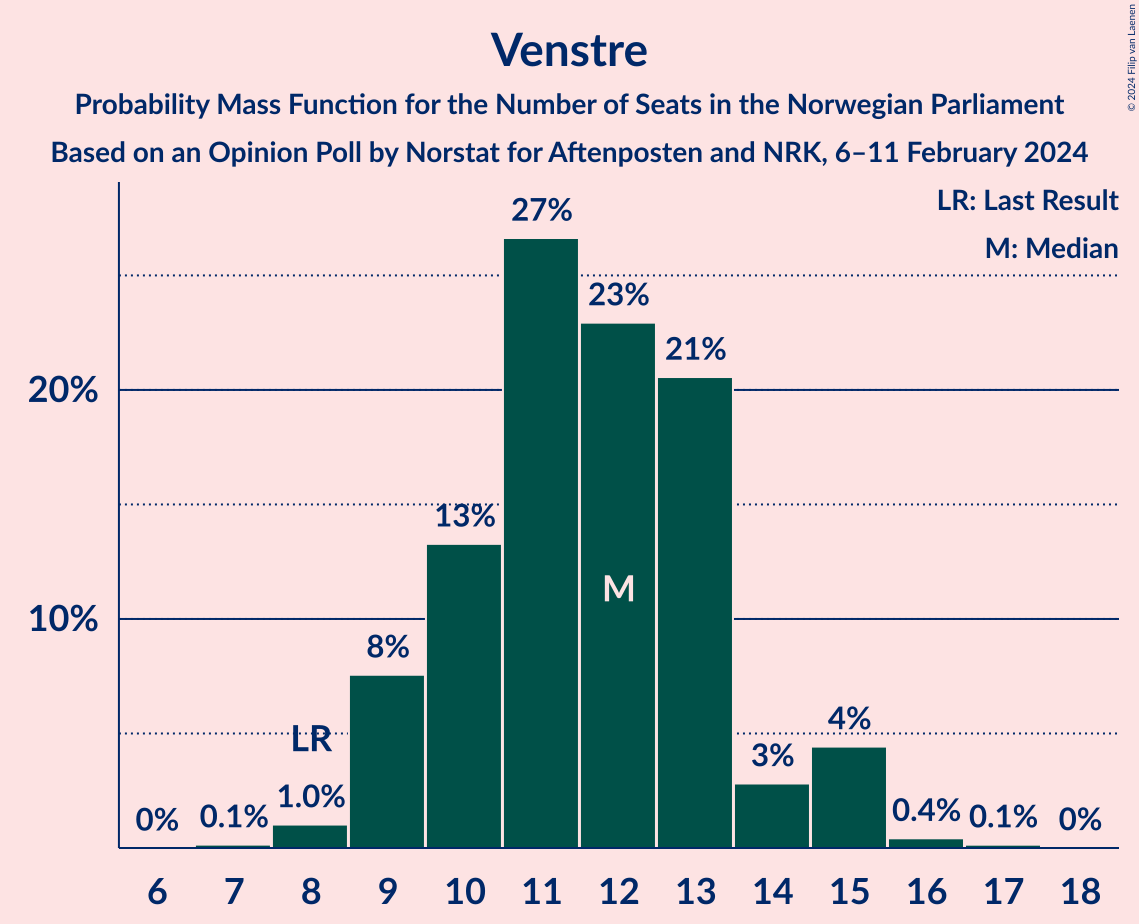 Venstre
Probability Mass Function for the Number of Seats in the Norwegian Parliament
Based on an Opinion Poll by Norstat for Aftenposten and NRK, 6–11 February 2024
© 2024 Filip van Laenen
LR: Last Result
M: Median
27%
23%
21%
20%
13%
M
10%
8%
LR
4%
3%
1.0%
0%
0.1%
0.4%
0.1%
0%
6 7 8 9 10 11 12 13 14 15 16 17 18